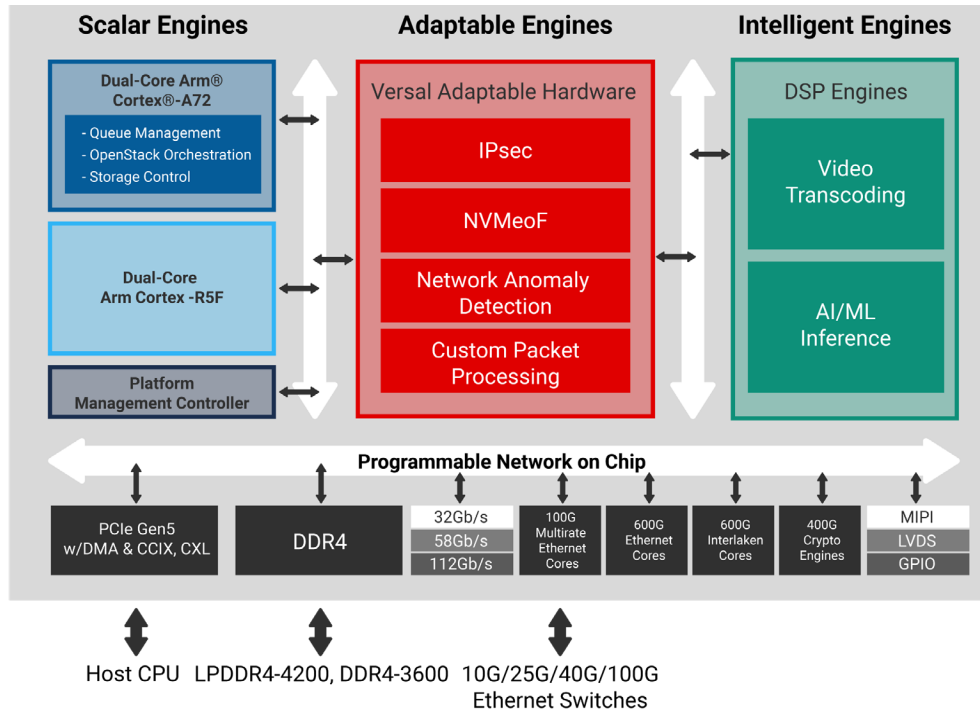 Scalar Engines
Adaptable Engines
Intelligent Engines
Dual-Core Arm®
Cortex®-A72
- Queue Management
- OpenStack Orchestration
- Storage Control
Dual-Core
Arm Cortex -R5F
Platform
Management Controller
Versal Adaptable Hardware
IPsec
NVMeoF
Network Anomaly
Detection
Custom Packet
Processing
DSP Engines
Video
Transcoding
AI/ML
Inference
Programmable Network on Chip
PCIe Gen5
w/DMA & CCIX, CXL
DDR4
32Gb/s
58Gb/s
112Gb/s
100G
Multirate
Ethernet
Cores
600G
Ethernet
Cores
600G
Interlaken
Cores
400G
Crypto
Engines
MIPI
LVDS
GPIO
Host CPU
LPDDR4-4200, DDR4-3600
10G/25G/40G/100G
Ethernet Switches